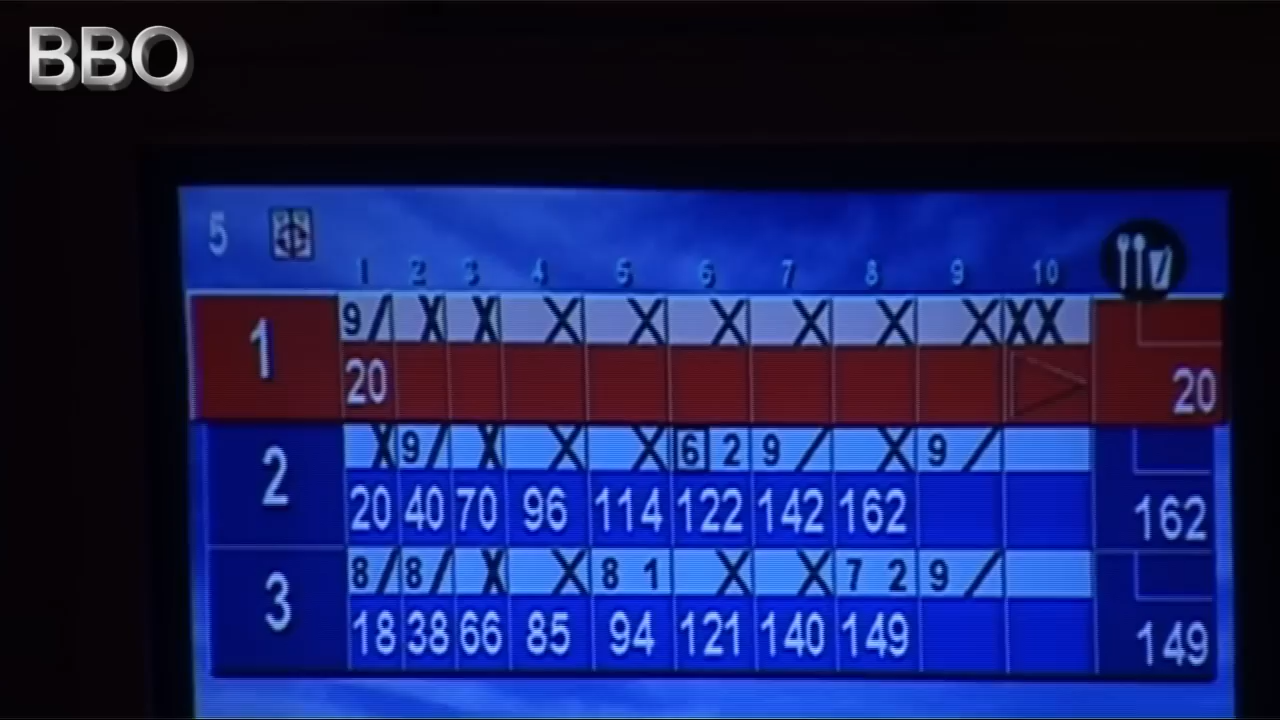 BBO
5
1 2 3 4 5 6 7 8 9 10
1 9/ X X X X X X X X XX
20 20
2 X 9/ X X X 6 2 9/ X 9/
20 40 70 96 114 122 142 162 162
3 8/ 8/ X X 8 1 X X 7 2 9/
18 38 66 85 94 121 140 149 149